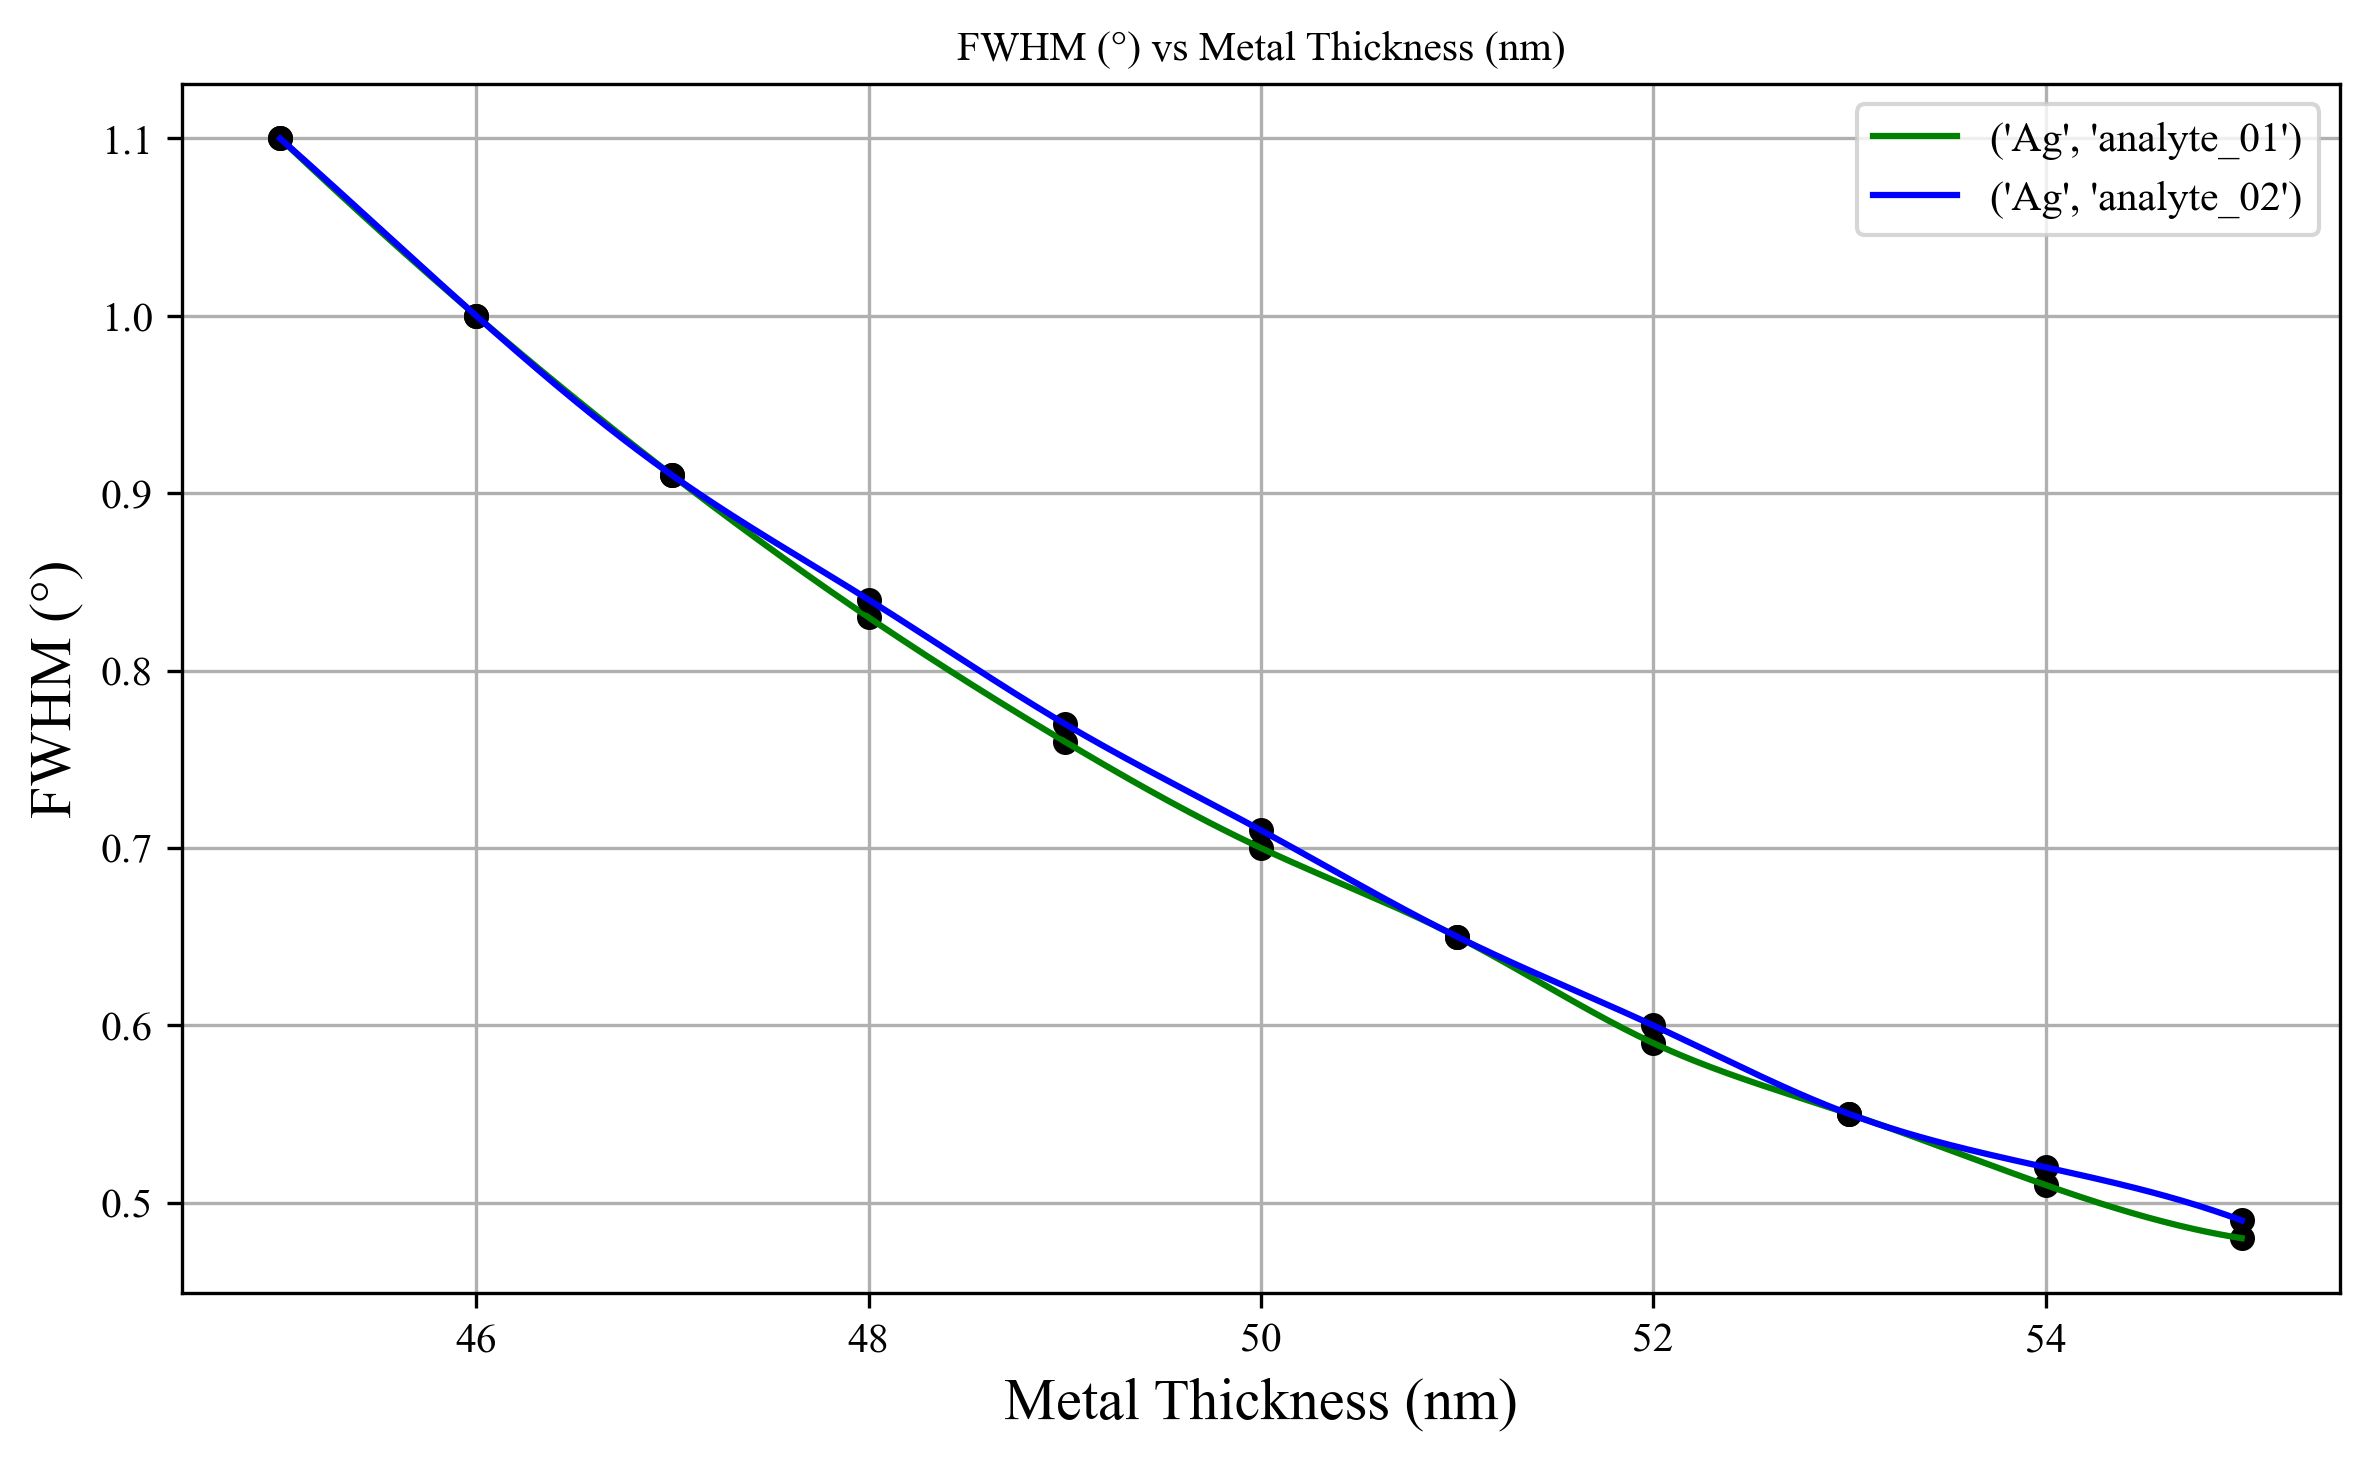 FWHM (°) vs Metal Thickness (nm)
('Ag', 'analyte_01')
('Ag', 'analyte_02')
FWHM (°)
1.1
1.0
0.9
0.8
0.7
0.6
0.5
46 48 50 52 54
Metal Thickness (nm)